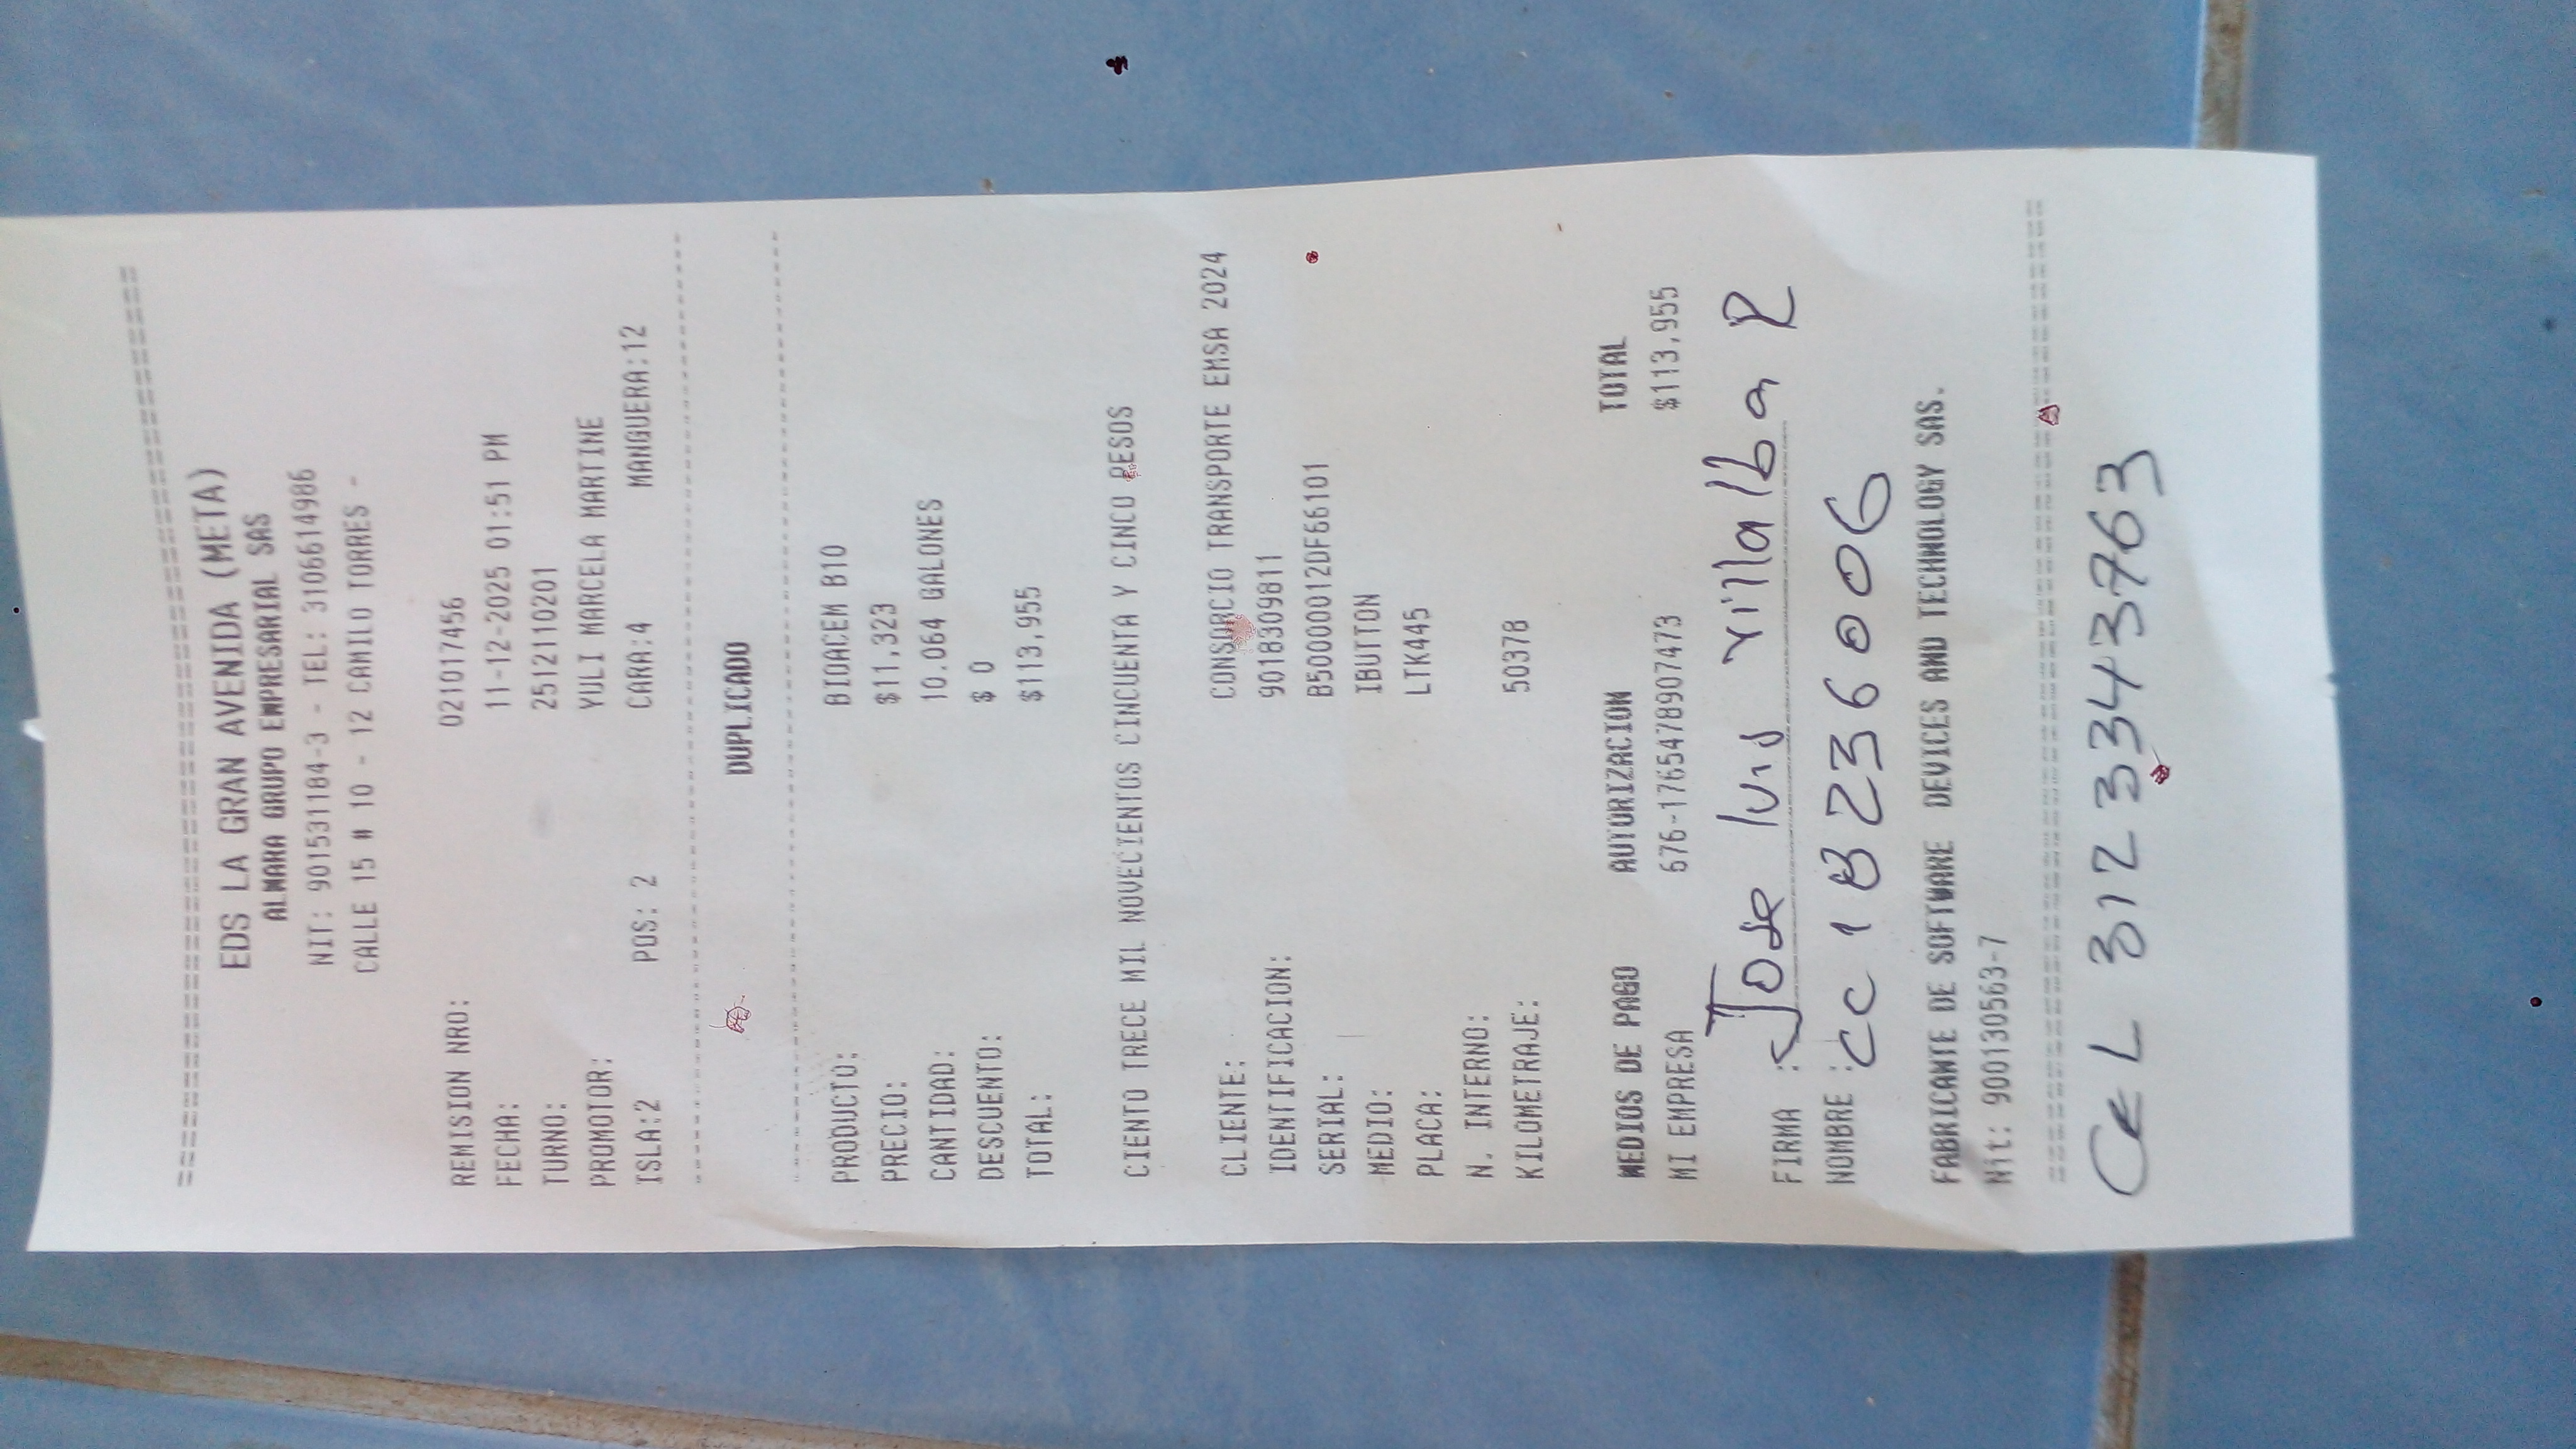 EDS LA GRAN AVENIDA (META)
ALMARA GRUPO EMPRESARIAL SAS
NIT: 901531184-3 - TEL: 3106614986
CALLE 15 # 10 - 12 CAMILO TORRES -
REMISION NRO: 021017456
FECHA: 11-12-2025 01:51 PM
TURNO: 2512110201
PROMOTOR: YULI MARCELA MARTINE
ISLA:2 POS: 2 CARA:4 MANGUERA:12
DUPLICADO
PRODUCTO: BIOACEM B10
PRECIO: $11,323
CANTIDAD: 10.064 GALONES
DESCUENTO: $ 0
TOTAL: $113,955
CIENTO TRECE MIL NOVECIENTOS CINCUENTA Y CINCO PESOS
CLIENTE: CONSORCIO TRANSPORTE EMSA 2024
IDENTIFICACION: 9018309811
SERIAL: B500000012DF66101
MEDIO: IBUTTON
PLACA: LTK445
N. INTERNO:
KILOMETRAJE: 50378
MEDIOS DE PAGO AUTORIZACION TOTAL
MI EMPRESA 676-1765478907473 $113,955
FIRMA : Jose luis villalba R
NOMBRE : CC 18236006
FABRICANTE DE SOFTWARE DEVICES AND TECHNOLOGY SAS.
Nit: 900130563-7
CEL 3123343763